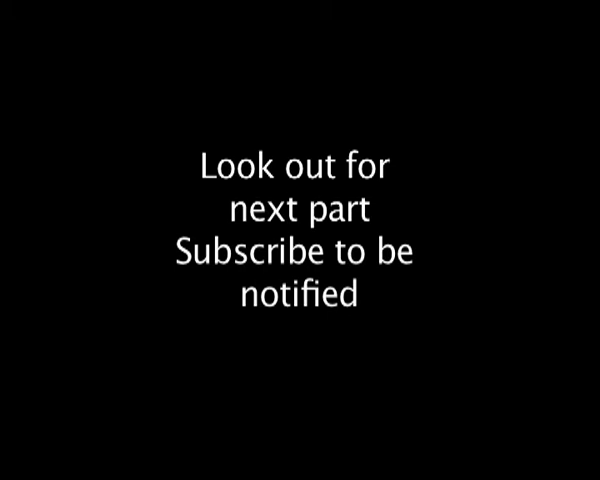 Look out for
next part
Subscribe to be
notified